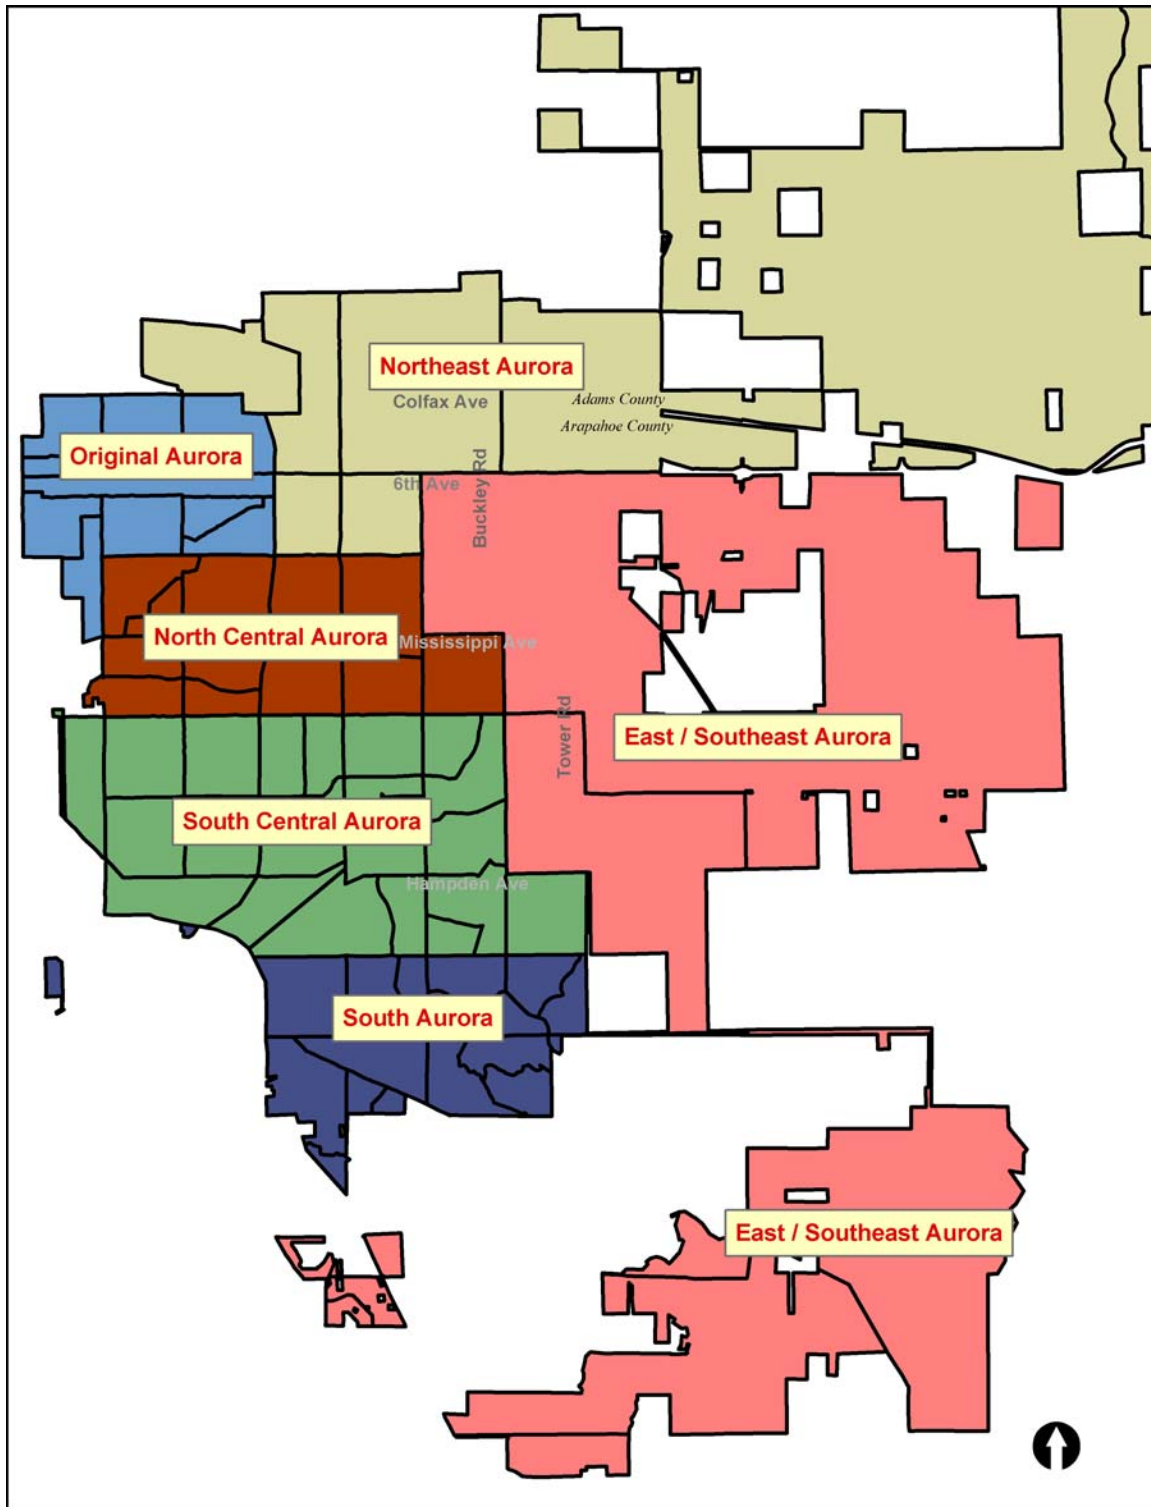 Northeast Aurora
Colfax Ave
Adams County
Arapahoe County
Original Aurora
6th Ave
Buckley Rd
North Central Aurora
Mississippi Ave
Tower Rd
East / Southeast Aurora
South Central Aurora
Hampden Ave
South Aurora
East / Southeast Aurora